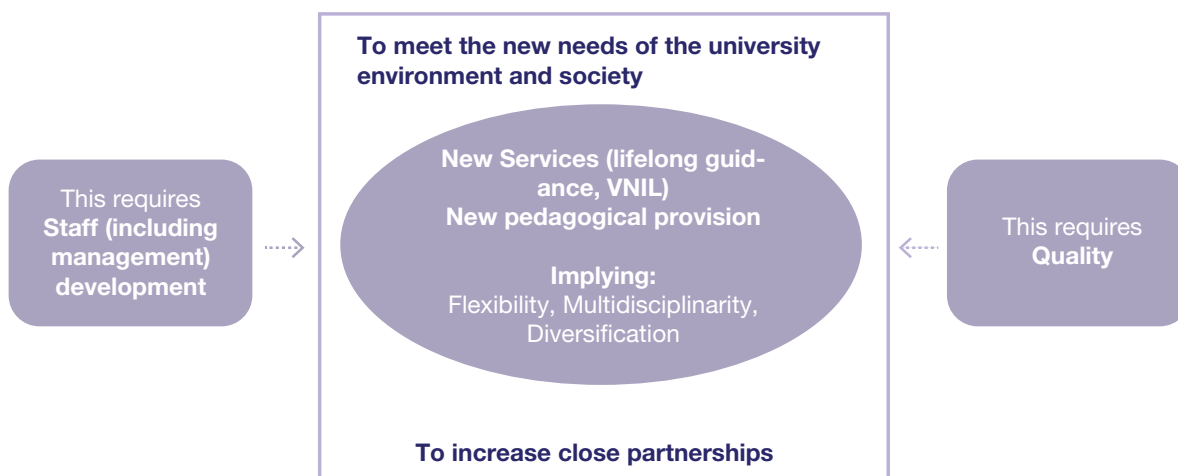 To meet the new needs of the university
environment and society
New Services (lifelong guid-
ance, VNIL)
New pedagogical provision
Implying:
Flexibility, Multidisciplinarity,
Diversification
This requires
Staff (including
management)
development
This requires
Quality
To increase close partnerships